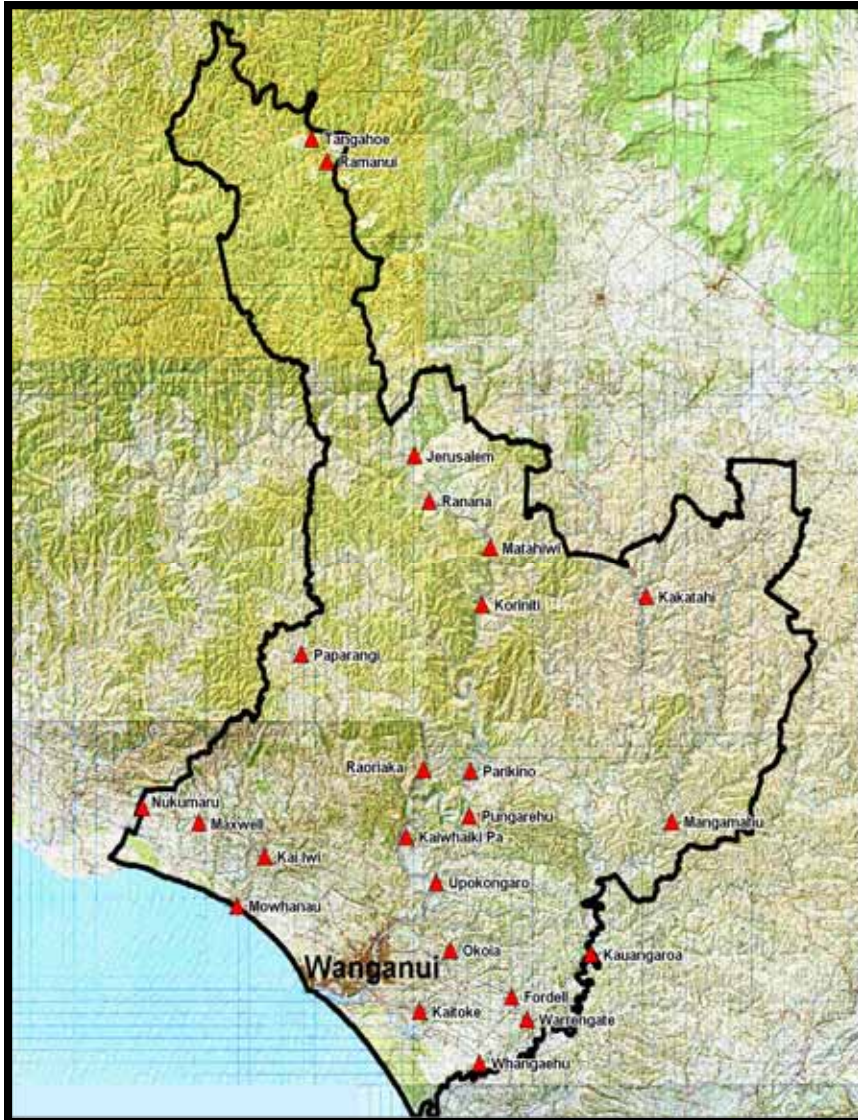 Tangahoe
Ramanui
Jerusalem
Ranana
Matahiwi
Kakatahi
Koriniti
Paparangi
Raoriakai
Parikino
Nukumaru
Maxwell
Pungarehu
Mangamahu
Kaiwhaiki Pa
Kai Iwi
Upokongaro
Mowhanau
Okoia
Kauangaroa
Wanganui
Fordell
Kaitoke
Warrengate
Whangaehu